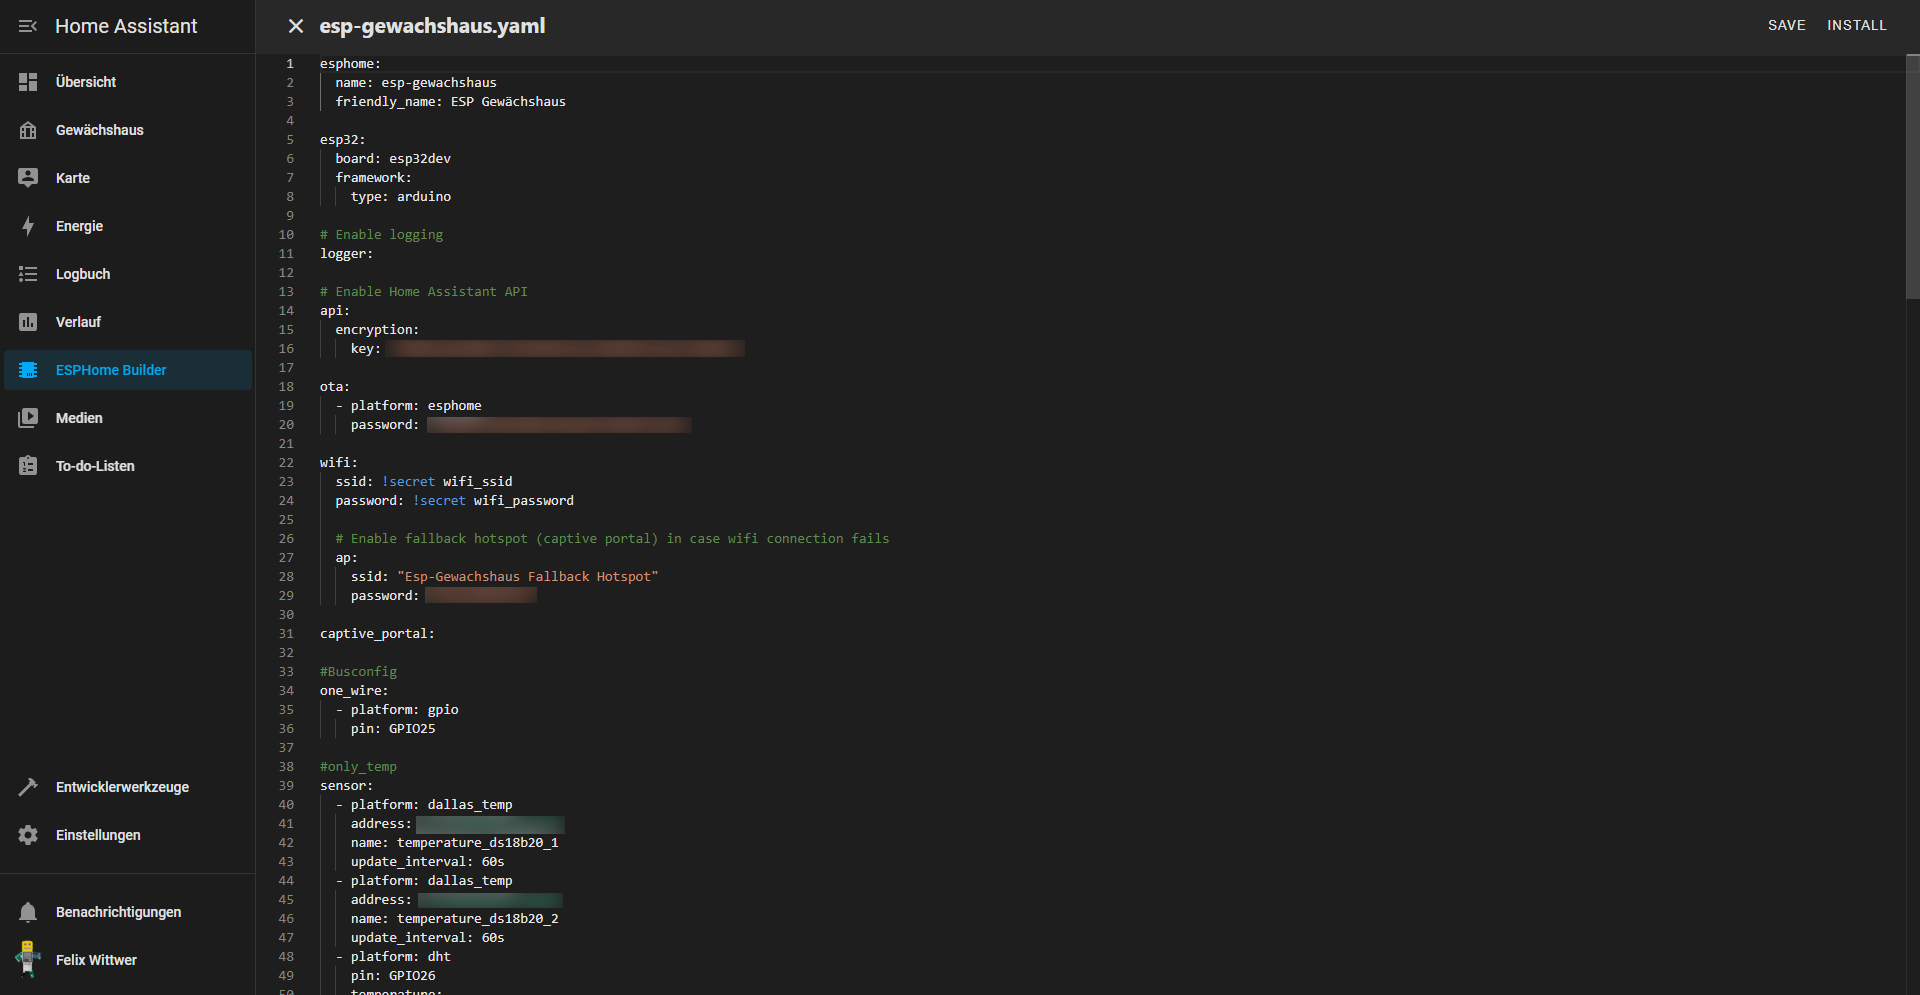 Home Assistant
Übersicht
Gewächshaus
Karte
Energie
Logbuch
Verlauf
ESPHome Builder
Medien
To-do-Listen
Entwicklerwerkzeuge
Einstellungen
Benachrichtigungen
Felix Wittwer
esp-gewachshaus.yaml
SAVE INSTALL
1 esphome:
2 name: esp-gewachshaus
3 friendly_name: ESP Gewächshaus
4
5 esp32:
6 board: esp32dev
7 framework:
8 type: arduino
9
10 # Enable logging
11 logger:
12
13 # Enable Home Assistant API
14 api:
15 encryption:
16 key:
17
18 ota:
19 - platform: esphome
20 password:
21
22 wifi:
23 ssid: !secret wifi_ssid
24 password: !secret wifi_password
25
26 # Enable fallback hotspot (captive portal) in case wifi connection fails
27 ap:
28 ssid: "Esp-Gewachshaus Fallback Hotspot"
29 password:
30
31 captive_portal:
32
33 #Busconfig
34 one_wire:
35 - platform: gpio
36 pin: GPIO25
37
38 #only_temp
39 sensor:
40 - platform: dallas_temp
41 address:
42 name: temperature_ds18b20_1
43 update_interval: 60s
44 - platform: dallas_temp
45 address:
46 name: temperature_ds18b20_2
47 update_interval: 60s
48 - platform: dht
49 pin: GPIO26
50 temperature: